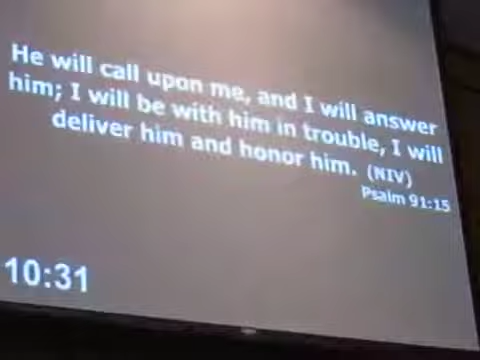 He will call upon me, and I will answer
him; I will be with him in trouble, I will
deliver him and honor him. (NIV)
Psalm 91:15
10:31